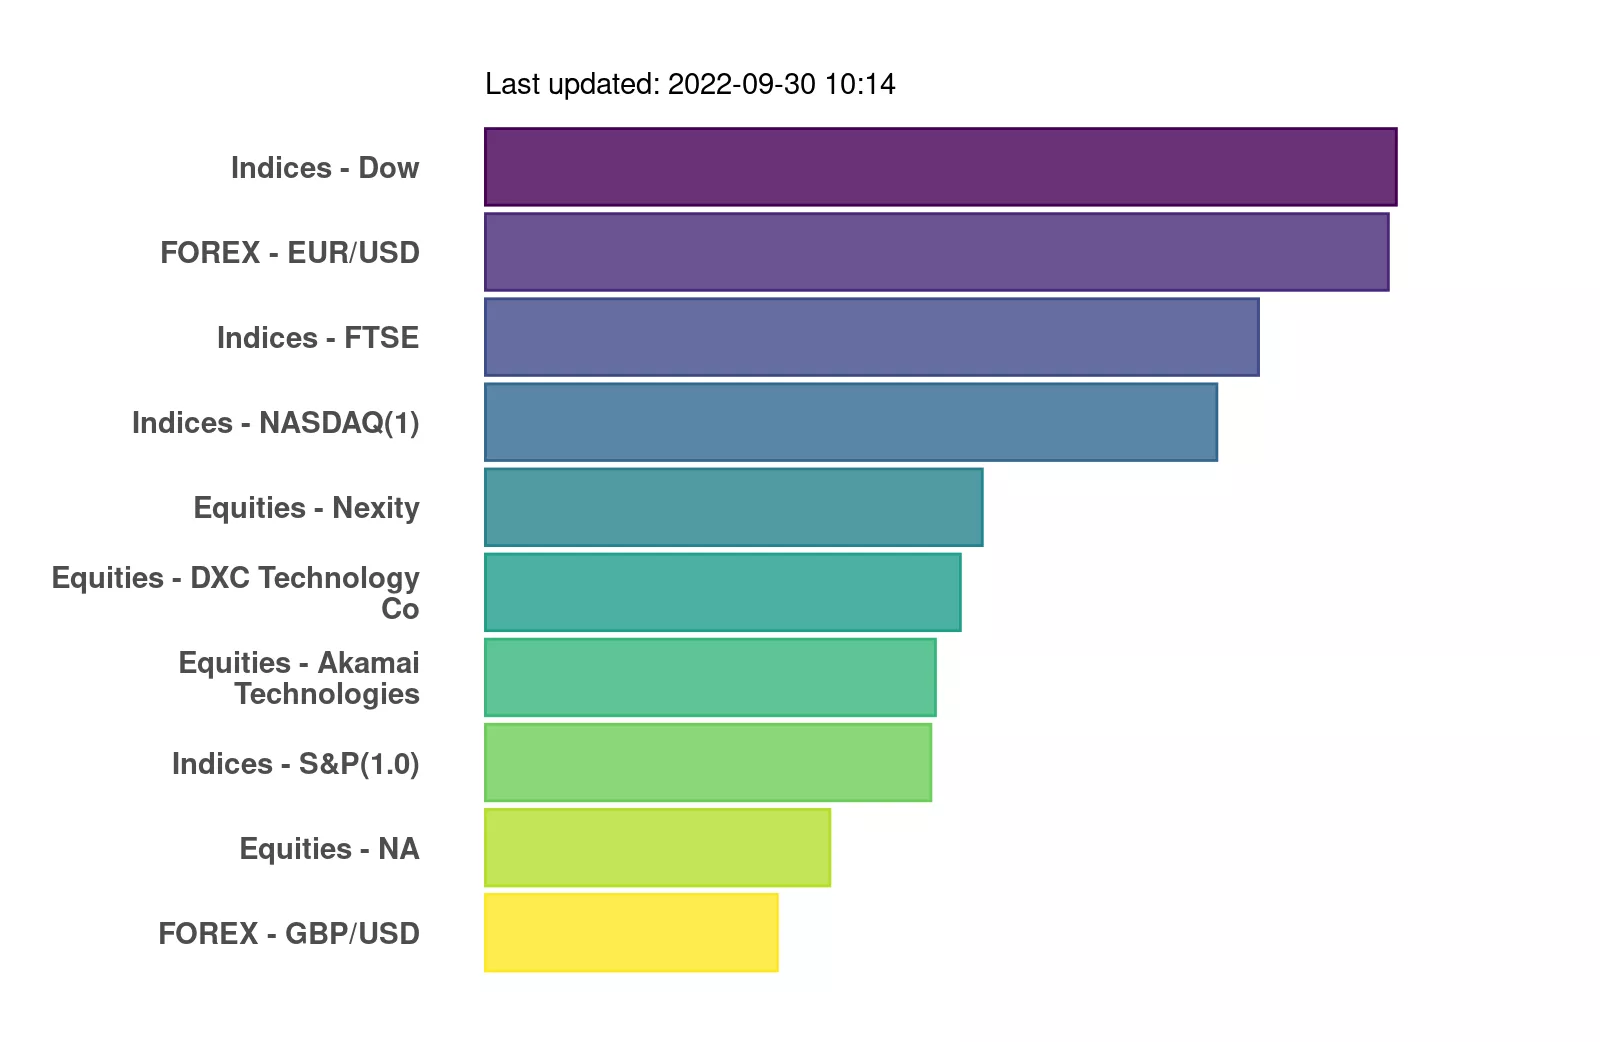 Last updated: 2022-09-30 10:14
Indices - Dow
FOREX - EUR/USD
Indices - FTSE
Indices - NASDAQ(1)
Equities - Nexity
Equities - DXC Technology
Co
Equities - Akamai
Technologies
Indices - S&P(1.0)
Equities - NA
FOREX - GBP/USD